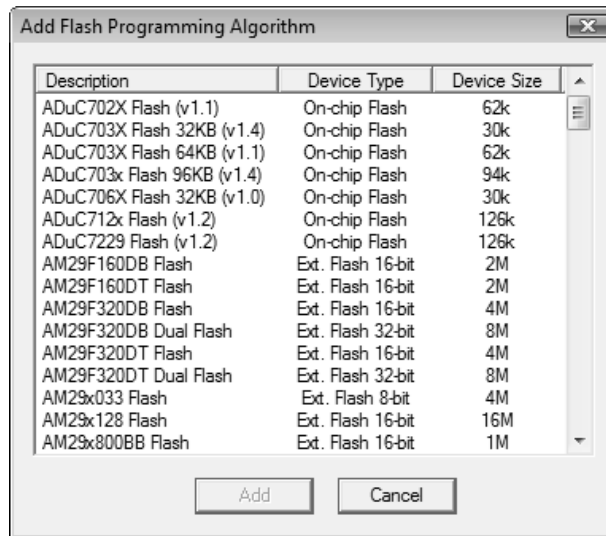 Add Flash Programming Algorithm
Description Device Type Device Size
ADuC702X Flash (v1.1) On-chip Flash 62k
ADuC703X Flash 32KB (v1.4) On-chip Flash 30k
ADuC703X Flash 64KB (v1.1) On-chip Flash 62k
ADuC703x Flash 96KB (v1.4) On-chip Flash 94k
ADuC706X Flash 32KB (v1.0) On-chip Flash 30k
ADuC712x Flash (v1.2) On-chip Flash 126k
ADuC7229 Flash (v1.2) On-chip Flash 126k
AM29F160DB Flash Ext. Flash 16-bit 2M
AM29F160DT Flash Ext. Flash 16-bit 2M
AM29F320DB Flash Ext. Flash 16-bit 4M
AM29F320DB Dual Flash Ext. Flash 32-bit 8M
AM29F320DT Flash Ext. Flash 16-bit 4M
AM29F320DT Dual Flash Ext. Flash 32-bit 8M
AM29x033 Flash Ext. Flash 8-bit 4M
AM29x128 Flash Ext. Flash 16-bit 16M
AM29x800BB Flash Ext. Flash 16-bit 1M
Add Cancel